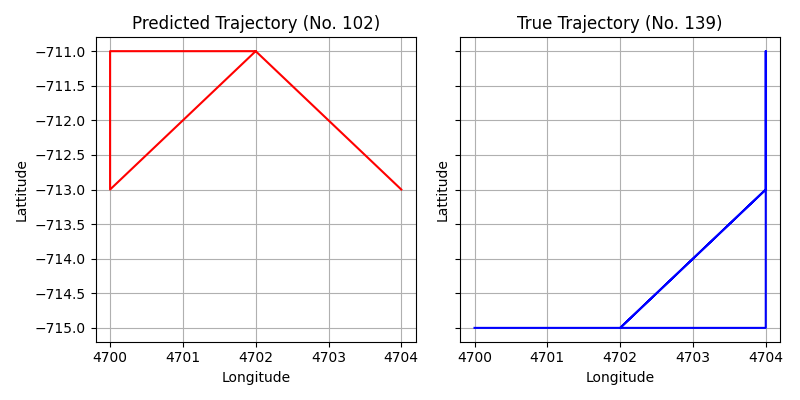 Predicted Trajectory (No. 102)
−711.0
−711.5
−712.0
−712.5
−713.0
−713.5
−714.0
−714.5
−715.0
Lattitude
4700 4701 4702 4703 4704
Longitude
True Trajectory (No. 139)
Lattitude
4700 4701 4702 4703 4704
Longitude